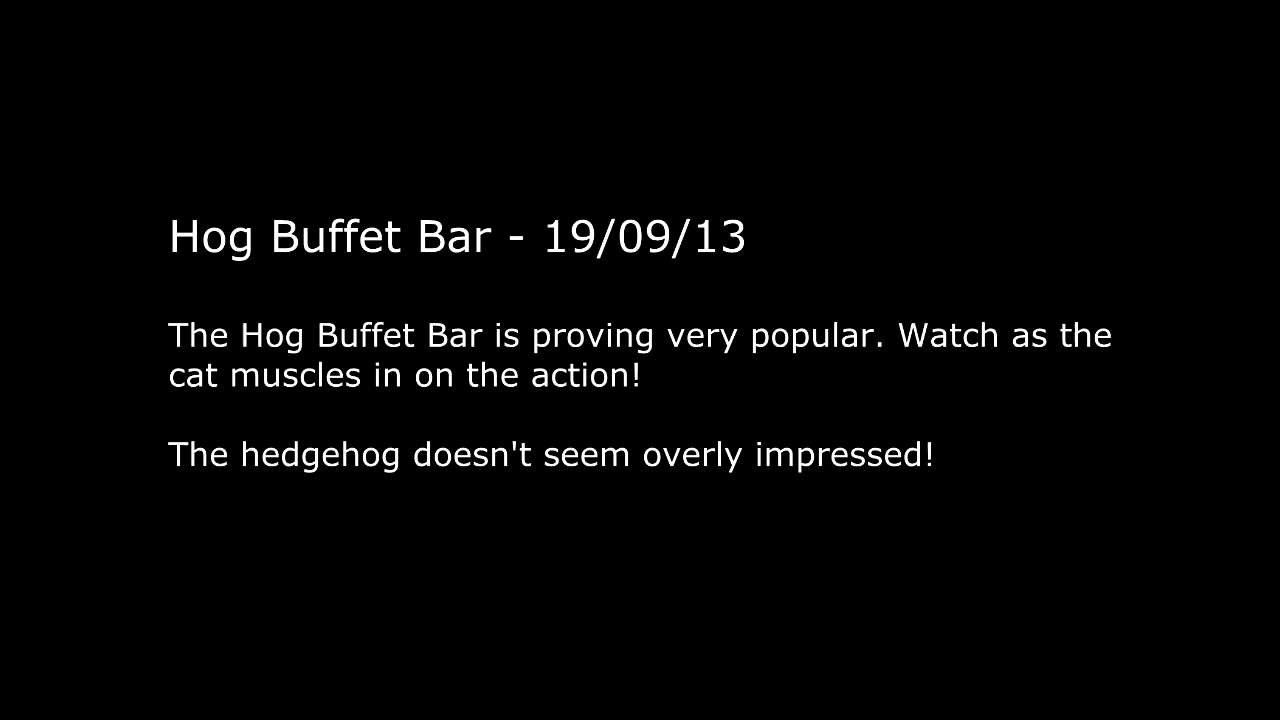 Hog Buffet Bar - 19/09/13
The Hog Buffet Bar is proving very popular. Watch as the
cat muscles in on the action!
The hedgehog doesn't seem overly impressed!